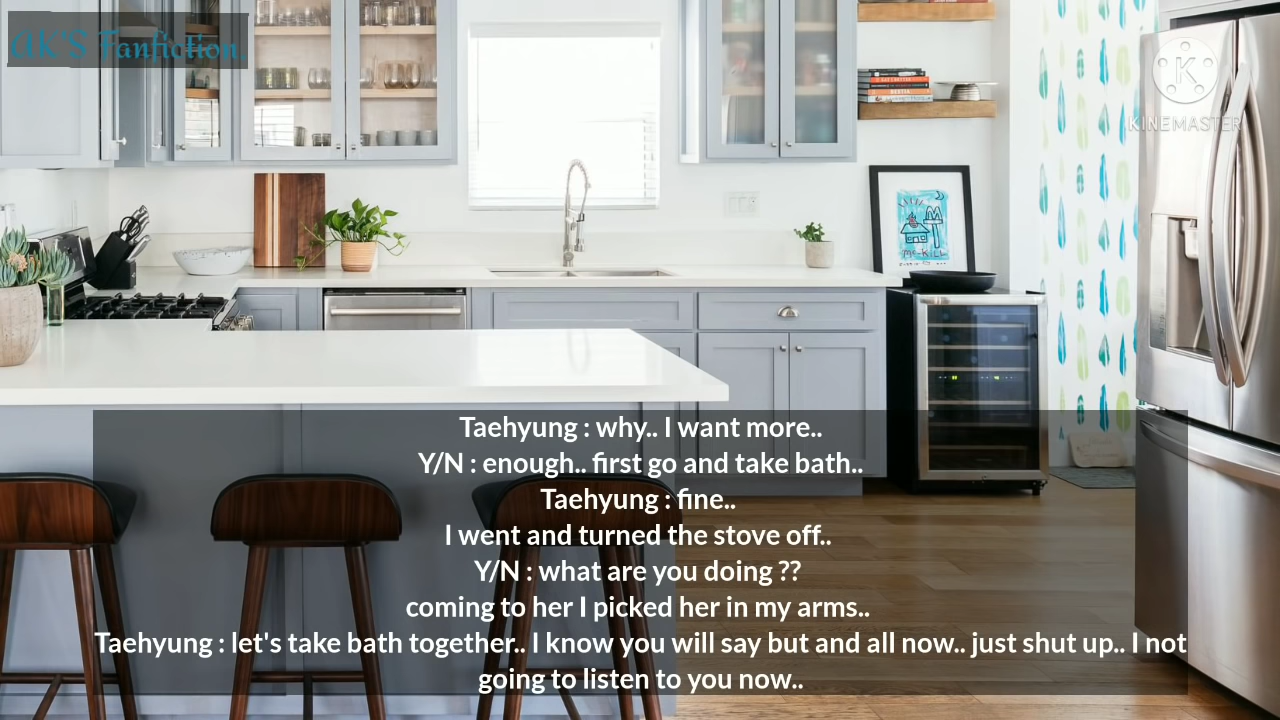 AK'S Fanfiction
KINEMASTER
Taehyung : why.. I want more..
Y/N : enough.. first go and take bath..
Taehyung : fine..
I went and turned the stove off..
Y/N : what are you doing ??
coming to her I picked her in my arms..
Taehyung : let's take bath together.. I know you will say but and all now.. just shut up.. I not
going to listen to you now..